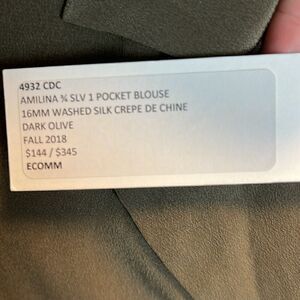 4932 CDC
AMILINA ¾ SLV 1 POCKET BLOUSE
16MM WASHED SILK CREPE DE CHINE
DARK OLIVE
FALL 2018
$144 / $345
ECOMM